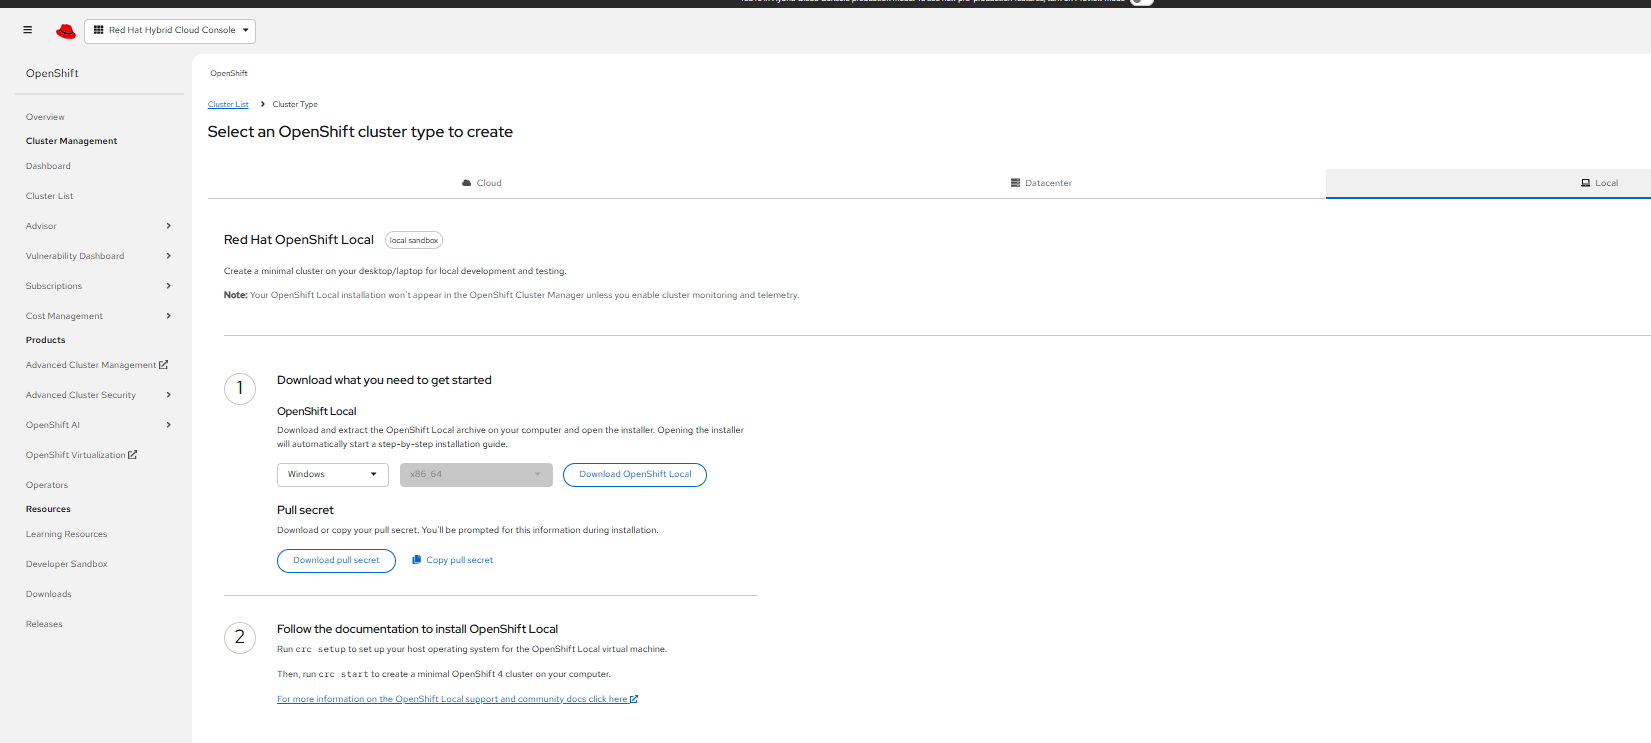 Red Hat Hybrid Cloud Console
OpenShift
Overview
Cluster Management
Dashboard
Cluster List
Advisor
Vulnerability Dashboard
Subscriptions
Cost Management
Products
Advanced Cluster Management
Advanced Cluster Security
OpenShift AI
OpenShift Virtualization
Operators
Resources
Learning Resources
Developer Sandbox
Downloads
Releases
OpenShift
Cluster List > Cluster Type
Select an OpenShift cluster type to create
Cloud
Datacenter
Local
Red Hat OpenShift Local local sandbox
Create a minimal cluster on your desktop/laptop for local development and testing.
Note: Your OpenShift Local installation won't appear in the OpenShift Cluster Manager unless you enable cluster monitoring and telemetry.
1 Download what you need to get started
OpenShift Local
Download and extract the OpenShift Local archive on your computer and open the installer. Opening the installer
will automatically start a step-by-step installation guide.
Windows x86_64 Download OpenShift Local
Pull secret
Download or copy your pull secret. You'll be prompted for this information during installation.
Download pull secret Copy pull secret
2 Follow the documentation to install OpenShift Local
Run crc setup to set up your host operating system for the OpenShift Local virtual machine.
Then, run crc start to create a minimal OpenShift 4 cluster on your computer.
For more information on the OpenShift Local support and community docs click here